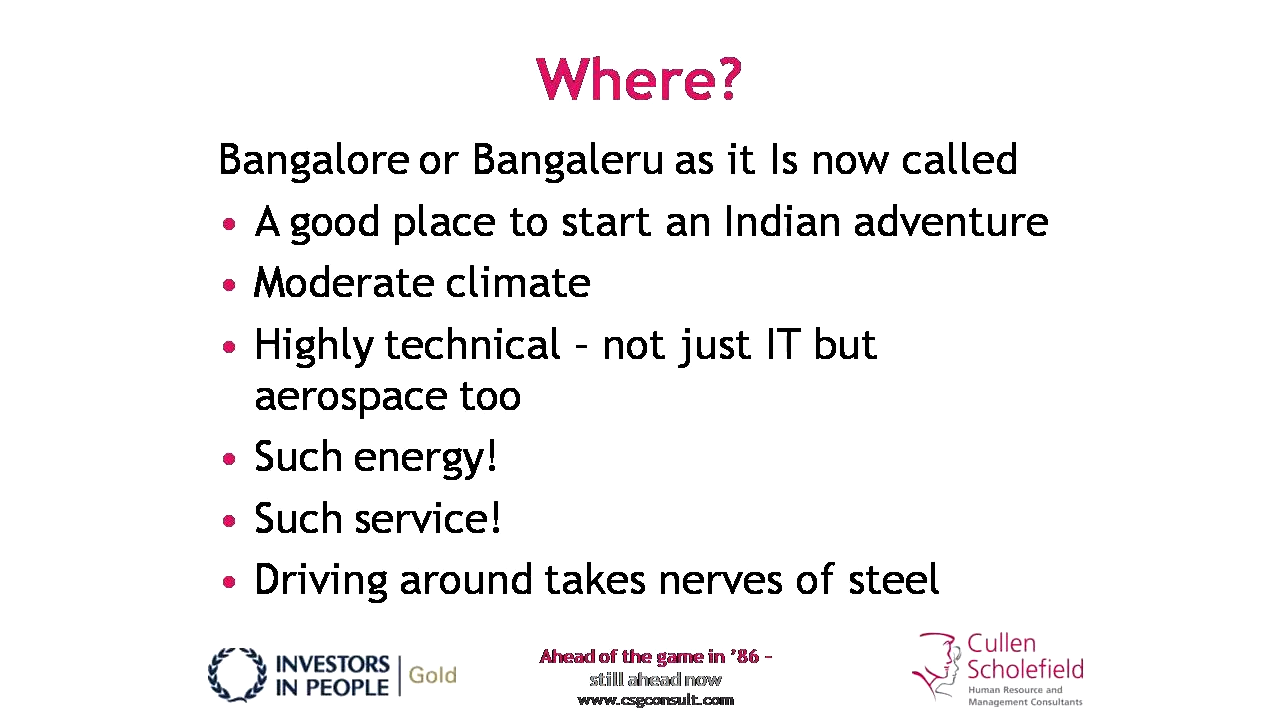 Where?
Bangalore or Bangaleru as it Is now called
• A good place to start an Indian adventure
• Moderate climate
• Highly technical – not just IT but
aerospace too
• Such energy!
• Such service!
• Driving around takes nerves of steel
INVESTORS
IN PEOPLE
Gold
Ahead of the game in ’86 –
still ahead now
www.csgconsult.com
Cullen
Scholefield
Human Resource and
Management Consultants